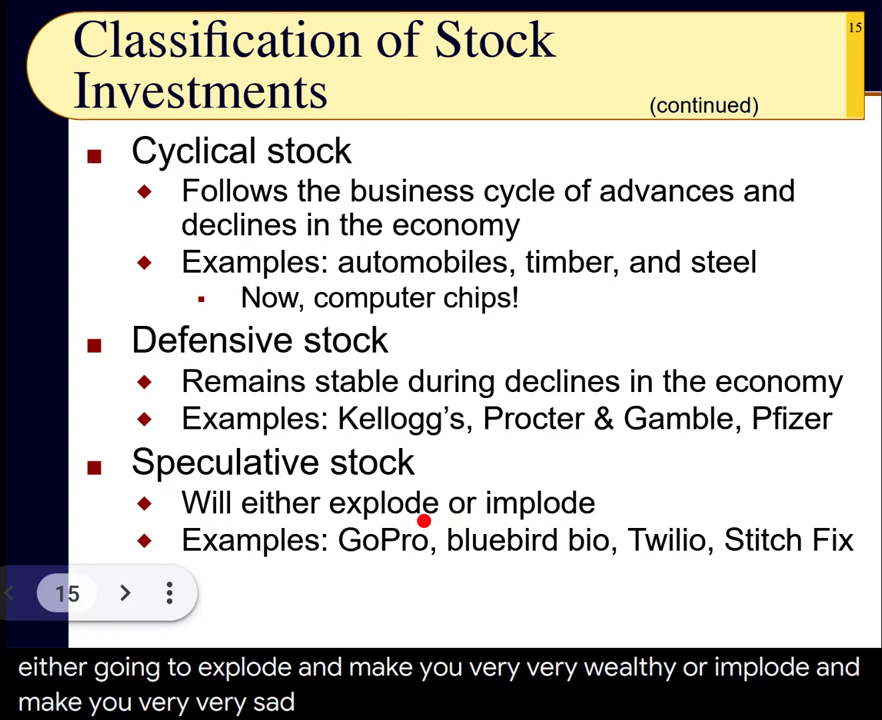 Classification of Stock
Investments
(continued)
15
Cyclical stock
Follows the business cycle of advances and
declines in the economy
Examples: automobiles, timber, and steel
Now, computer chips!
Defensive stock
Remains stable during declines in the economy
Examples: Kellogg's, Procter & Gamble, Pfizer
Speculative stock
Will either explode or implode
Examples: GoPro, bluebird bio, Twilio, Stitch Fix
15
either going to explode and make you very very wealthy or implode and
make you very very sad